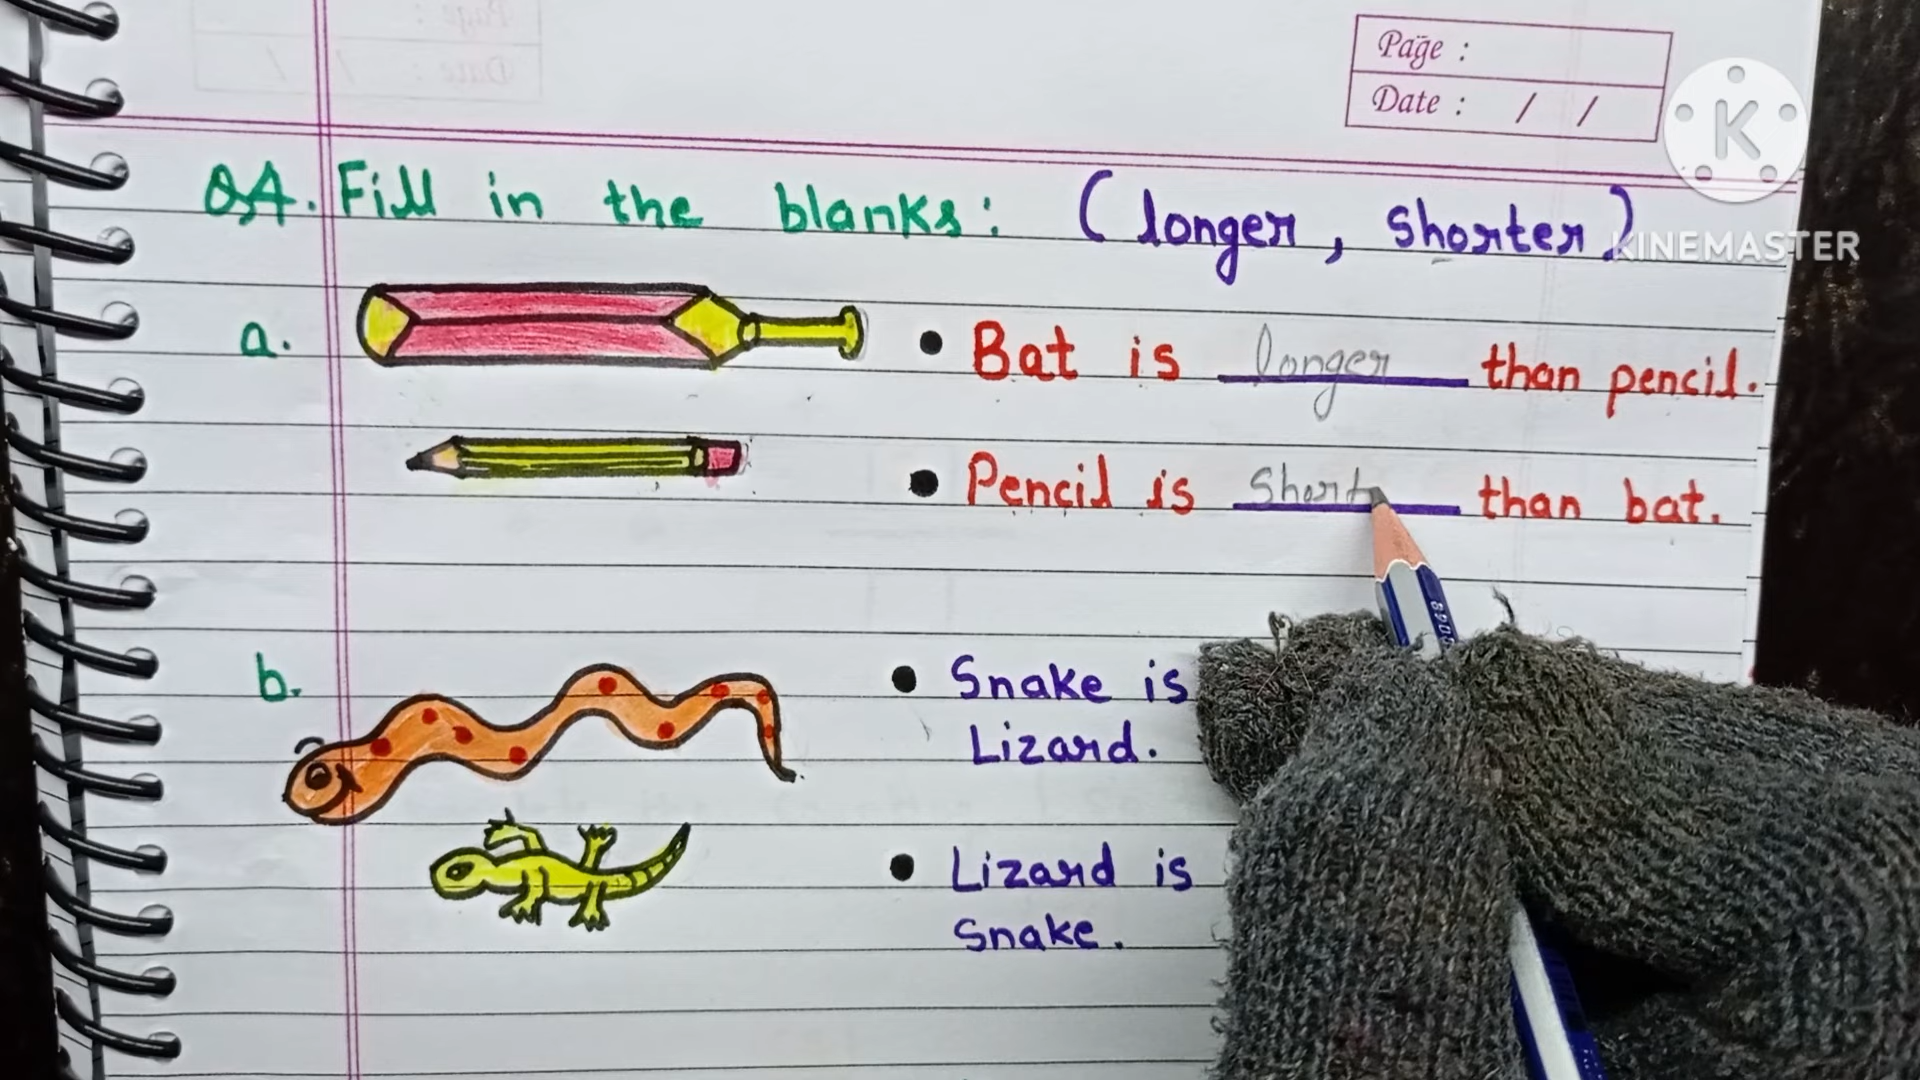 Page :
Date : / /
K
KINEMASTER
Q4. Fill in the blanks: (longer, shorter)
a.
• Bat is longer than pencil.
• Pencil is short than bat.
b.
• Snake is
Lizard.
• Lizard is
Snake.